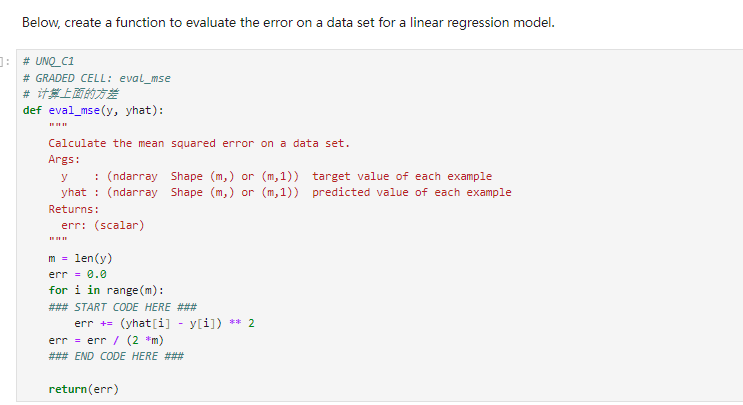 Below, create a function to evaluate the error on a data set for a linear regression model.
]: # UNQ_C1
# GRADED CELL: eval_mse
# 计算上面的方差
def eval_mse(y, yhat):
"""
Calculate the mean squared error on a data set.
Args:
y : (ndarray Shape (m,) or (m,1)) target value of each example
yhat : (ndarray Shape (m,) or (m,1)) predicted value of each example
Returns:
err: (scalar)
"""
m = len(y)
err = 0.0
for i in range(m):
### START CODE HERE ###
err += (yhat[i] - y[i]) ** 2
err = err / (2 *m)
### END CODE HERE ###
return(err)